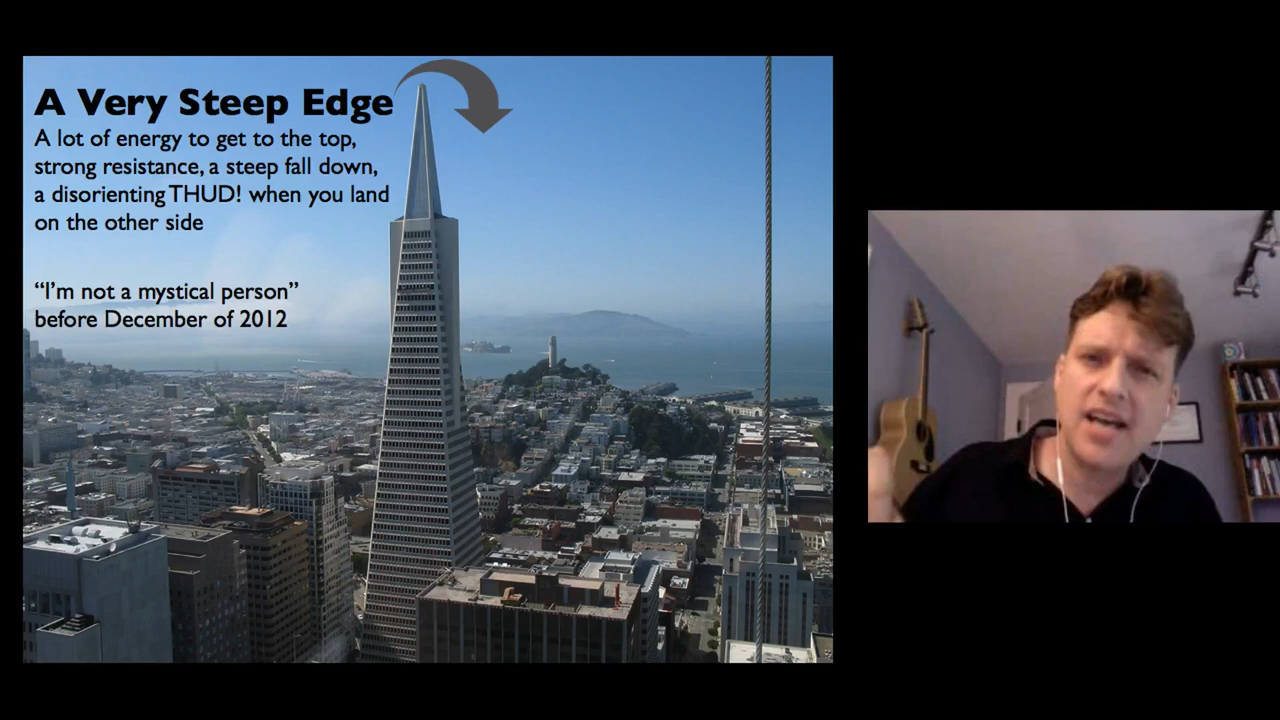 A Very Steep Edge
A lot of energy to get to the top,
strong resistance, a steep fall down,
a disorienting THUD! when you land
on the other side
“I’m not a mystical person”
before December of 2012